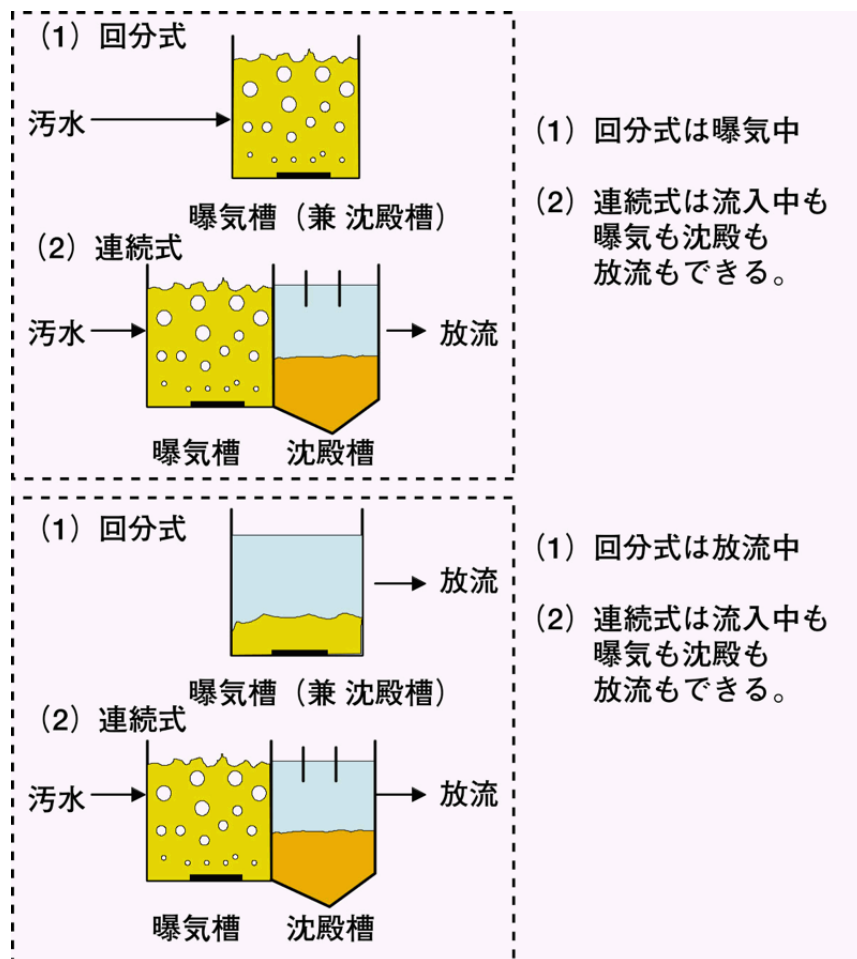 （1）回分式
汚水
曝気槽（兼 沈殿槽）
（2）連続式
汚水
放流
曝気槽
沈殿槽
（1）回分式は曝気中
（2）連続式は流入中も
曝気も沈殿も
放流もできる。
（1）回分式
放流
曝気槽（兼 沈殿槽）
（2）連続式
汚水
放流
曝気槽
沈殿槽
（1）回分式は放流中
（2）連続式は流入中も
曝気も沈殿も
放流もできる。